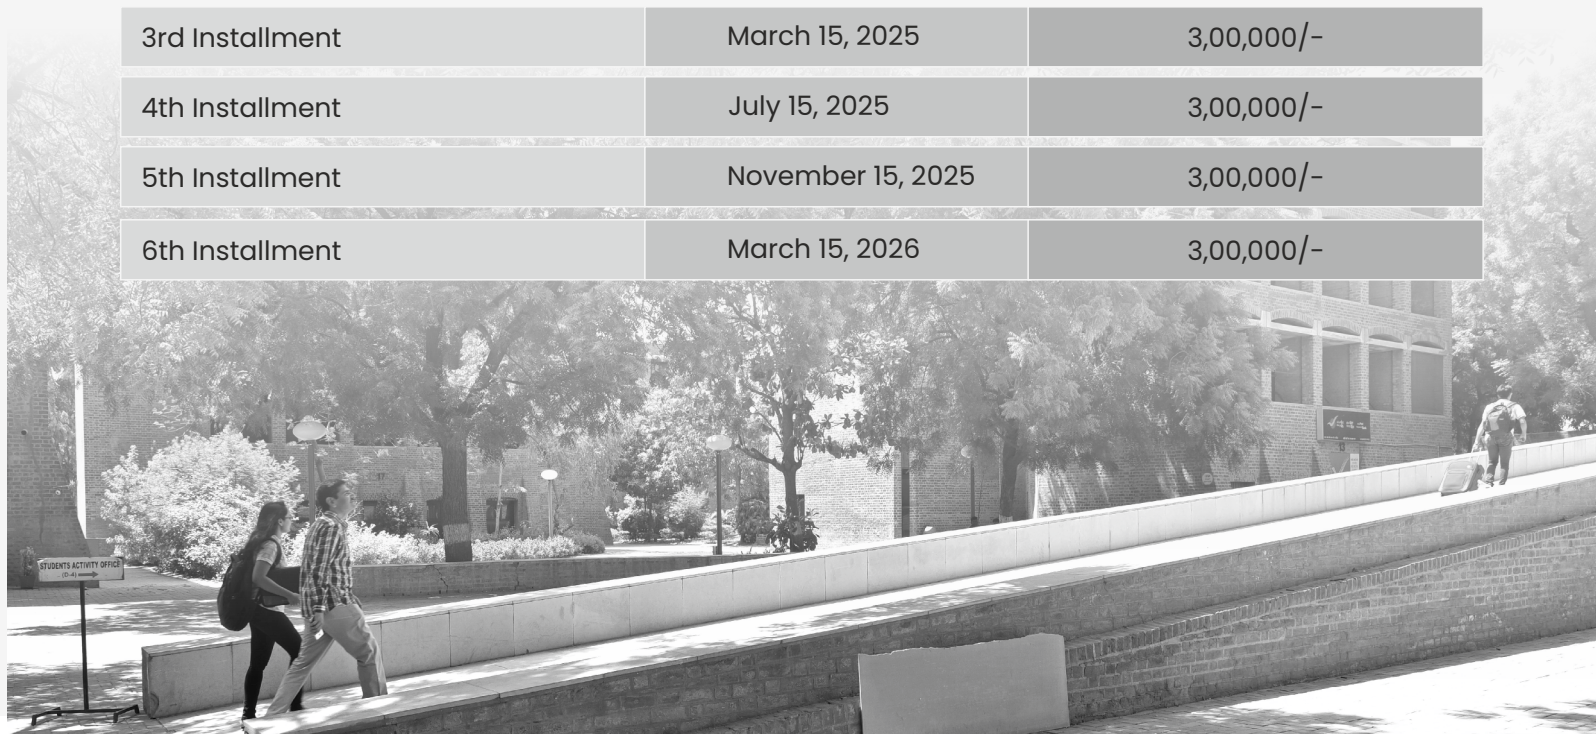 3rd Installment March 15, 2025 3,00,000/-
4th Installment July 15, 2025 3,00,000/-
5th Installment November 15, 2025 3,00,000/-
6th Installment March 15, 2026 3,00,000/-
STUDENTS ACTIVITY OFFICE
(D-4)